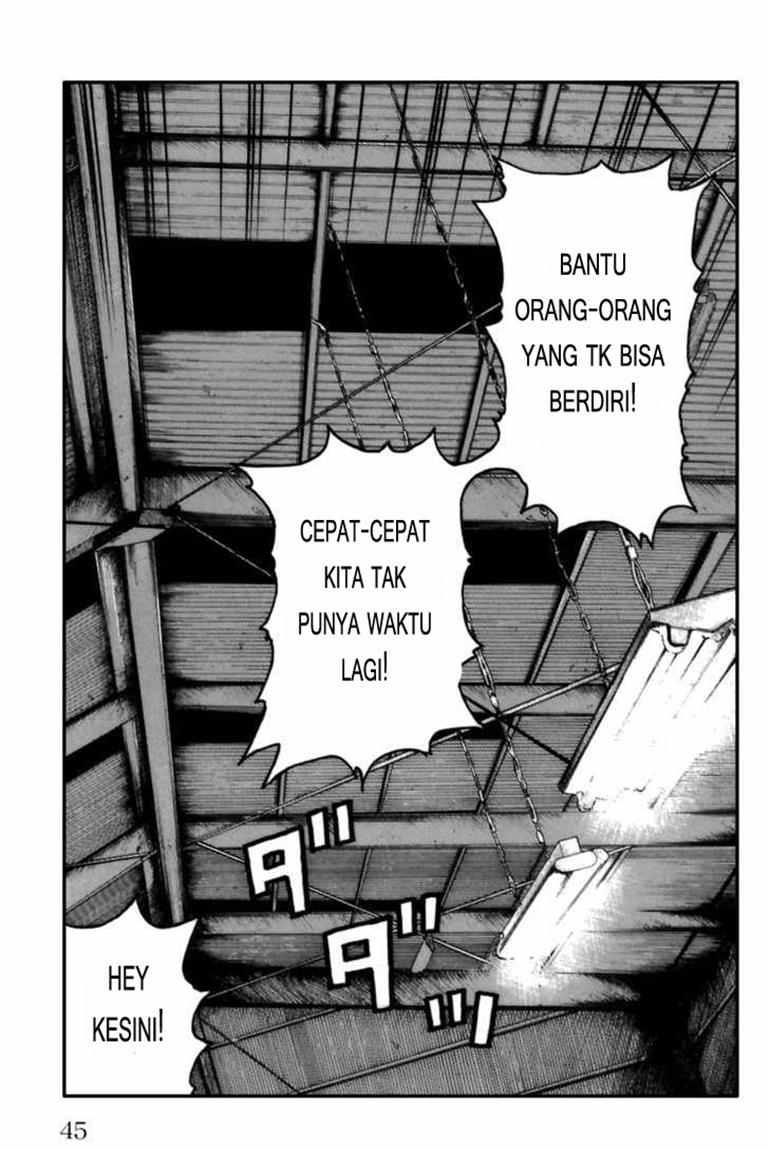 BANTU
ORANG-ORANG
YANG TK BISA
BERDIRI!
CEPAT-CEPAT
KITA TAK
PUNYA WAKTU
LAGI!
ダダッ
HEY
KESINI!
45